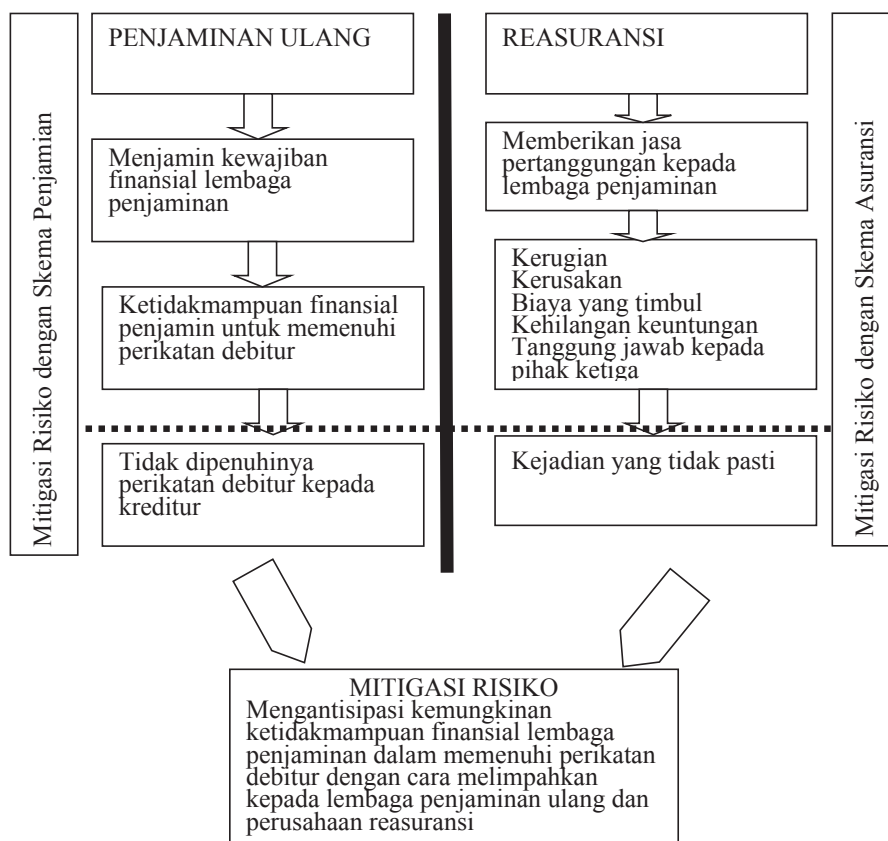 Mitigasi Risiko dengan Skema Penjamian
PENJAMINAN ULANG
Menjamin kewajiban
finansial lembaga
penjaminan
Ketidakmampuan finansial
penjamin untuk memenuhi
perikatan debitur
Tidak dipenuhinya
perikatan debitur kepada
kreditur
REASURANSI
Memberikan jasa
pertanggungan kepada
lembaga penjaminan
Kerugian
Kerusakan
Biaya yang timbul
Kehilangan keuntungan
Tanggung jawab kepada
pihak ketiga
Kejadian yang tidak pasti
Mitigasi Risiko dengan Skema Asuransi
MITIGASI RISIKO
Mengantisipasi kemungkinan
ketidakmampuan finansial lembaga
penjaminan dalam memenuhi perikatan
debitur dengan cara melimpahkan
kepada lembaga penjaminan ulang dan
perusahaan reasuransi